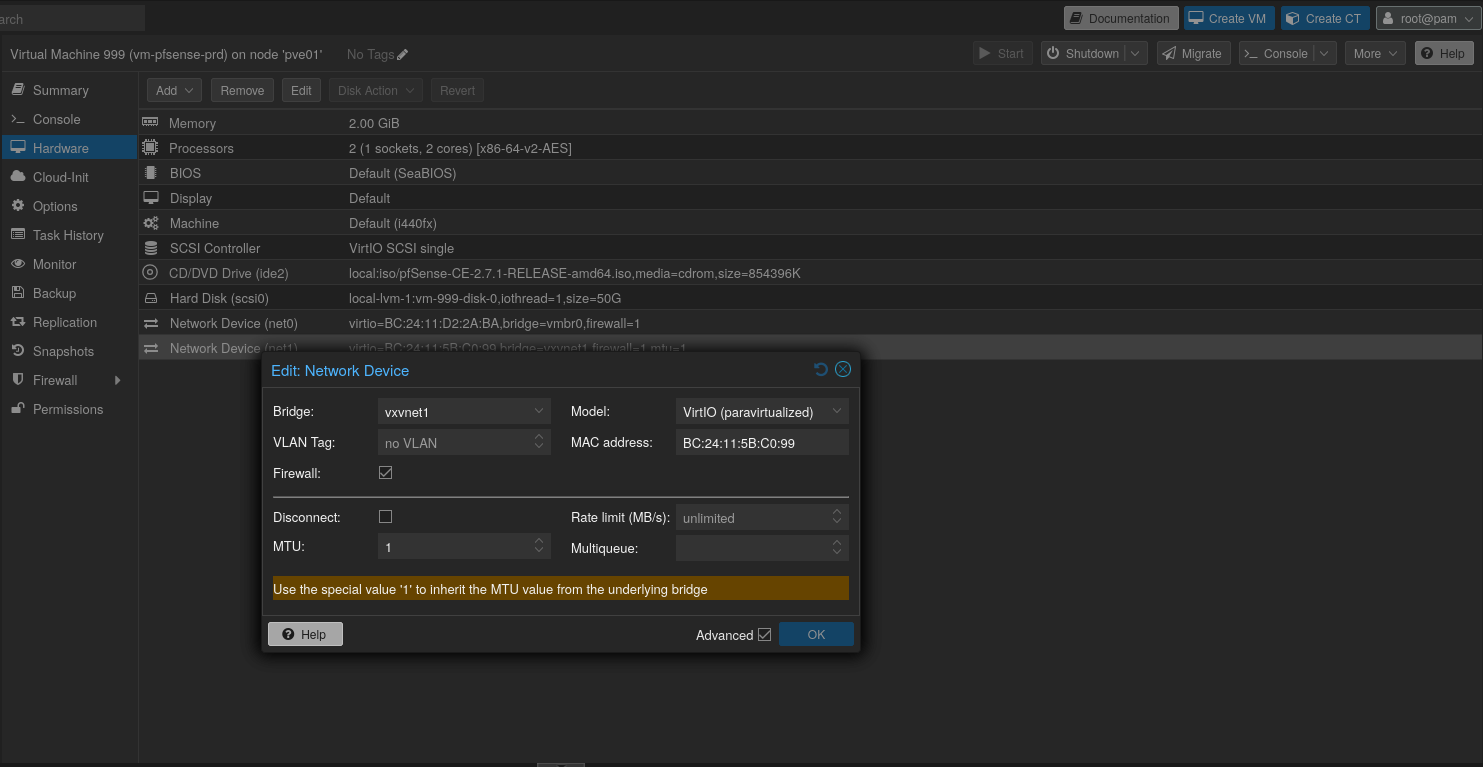 arch
Documentation
Create VM
Create CT
root@pam
Virtual Machine 999 (vm-pfsense-prd) on node 'pve01'
No Tags
Start
Shutdown
Migrate
Console
More
Help
Summary
Console
Hardware
Cloud-Init
Options
Task History
Monitor
Backup
Replication
Snapshots
Firewall
Permissions
Add
Remove
Edit
Disk Action
Revert
Memory 2.00 GiB
Processors 2 (1 sockets, 2 cores) [x86-64-v2-AES]
BIOS Default (SeaBIOS)
Display Default
Machine Default (i440fx)
SCSI Controller VirtIO SCSI single
CD/DVD Drive (ide2) local:iso/pfSense-CE-2.7.1-RELEASE-amd64.iso,media=cdrom,size=854396K
Hard Disk (scsi0) local-lvm-1:vm-999-disk-0,iothread=1,size=50G
Network Device (net0) virtio=BC:24:11:D2:2A:BA,bridge=vmbr0,firewall=1
Network Device (net1) virtio=BC:24:11:5B:C0:99,bridge=vxvnet1,firewall=1,mtu=1
Edit: Network Device
Bridge: vxvnet1 Model: VirtIO (paravirtualized)
VLAN Tag: no VLAN MAC address: BC:24:11:5B:C0:99
Firewall:
Disconnect: Rate limit (MB/s): unlimited
MTU: 1 Multiqueue:
Use the special value '1' to inherit the MTU value from the underlying bridge
Help
Advanced
OK